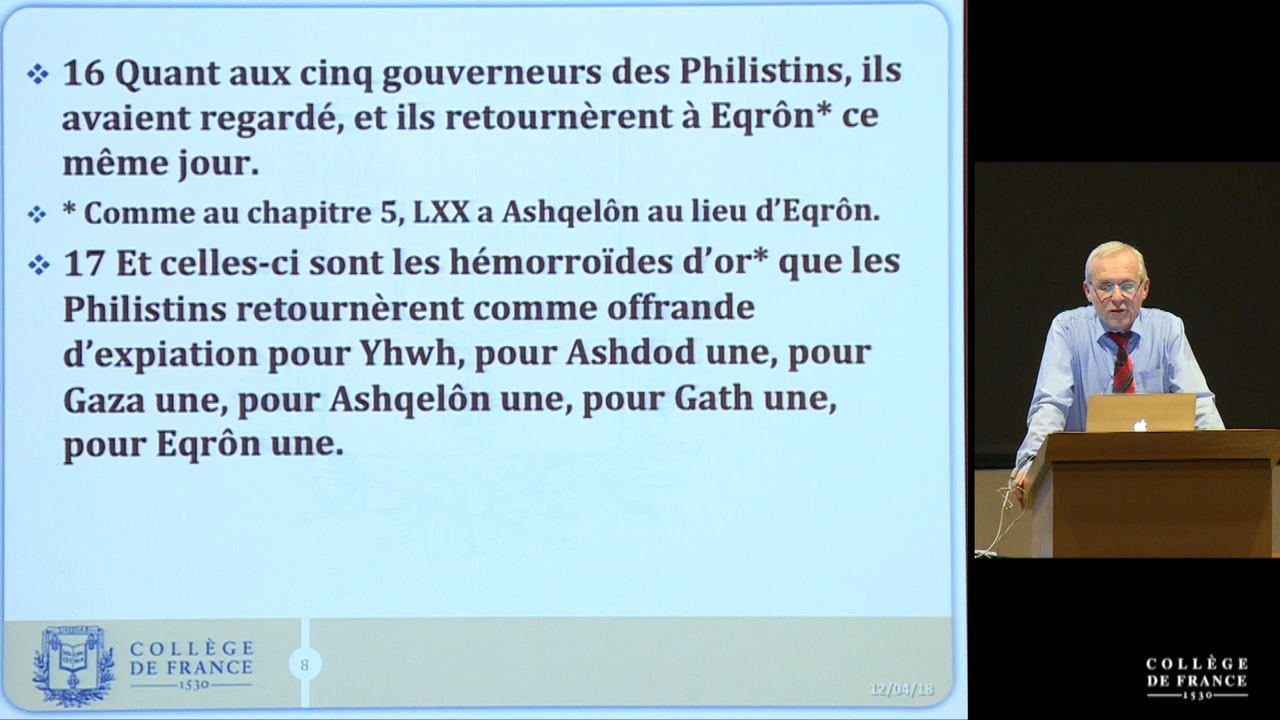 16 Quant aux cinq gouverneurs des Philistins, ils
avaient regardé, et ils retournèrent à Eqrôn* ce
même jour.
* Comme au chapitre 5, LXX a Ashqelôn au lieu d’Eqrôn.
17 Et celles-ci sont les hémorroïdes d’or* que les
Philistins retournèrent comme offrande
d’expiation pour Yhwh, pour Ashdod une, pour
Gaza une, pour Ashqelôn une, pour Gath une,
pour Eqrôn une.
COLLÈGE
DE FRANCE
1530
8
12/04/18
COLLÈGE
DE FRANCE
1530